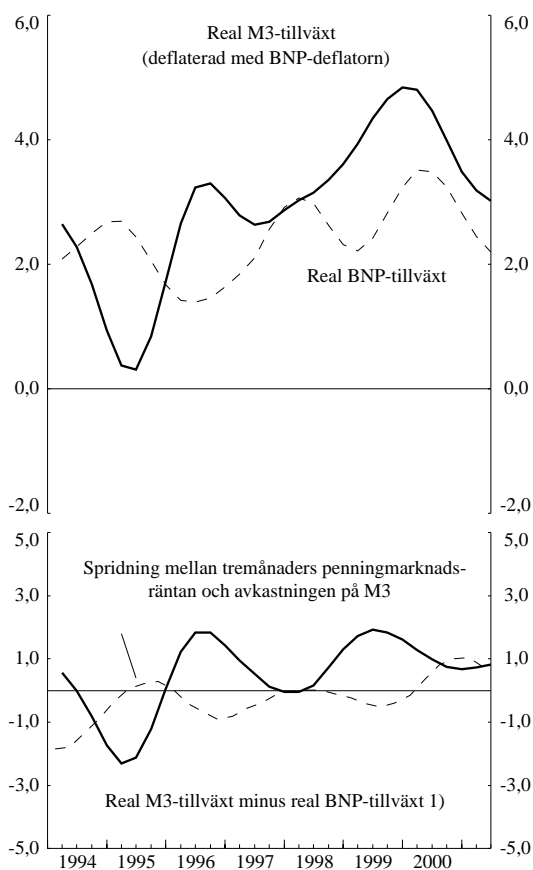 6,0 6,0
Real M3-tillväxt
(deflaterad med BNP-deflatorn)
4,0 4,0
2,0 2,0
Real BNP-tillväxt
0,0 0,0
-2,0 -2,0
5,0 5,0
Spridning mellan tremånaders penningmarknads-
räntan och avkastningen på M3
3,0 3,0
1,0 1,0
-1,0 -1,0
-3,0 -3,0
Real M3-tillväxt minus real BNP-tillväxt 1)
-5,0 -5,0
1994 1995 1996 1997 1998 1999 2000